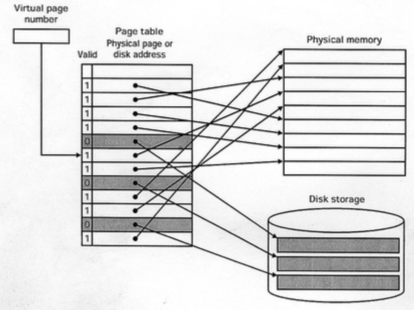 Virtual page
number
Page table
Physical page or
disk address
Valid
Physical memory
1
1
1
1
0
1
1
0
1
1
0
1
Disk storage